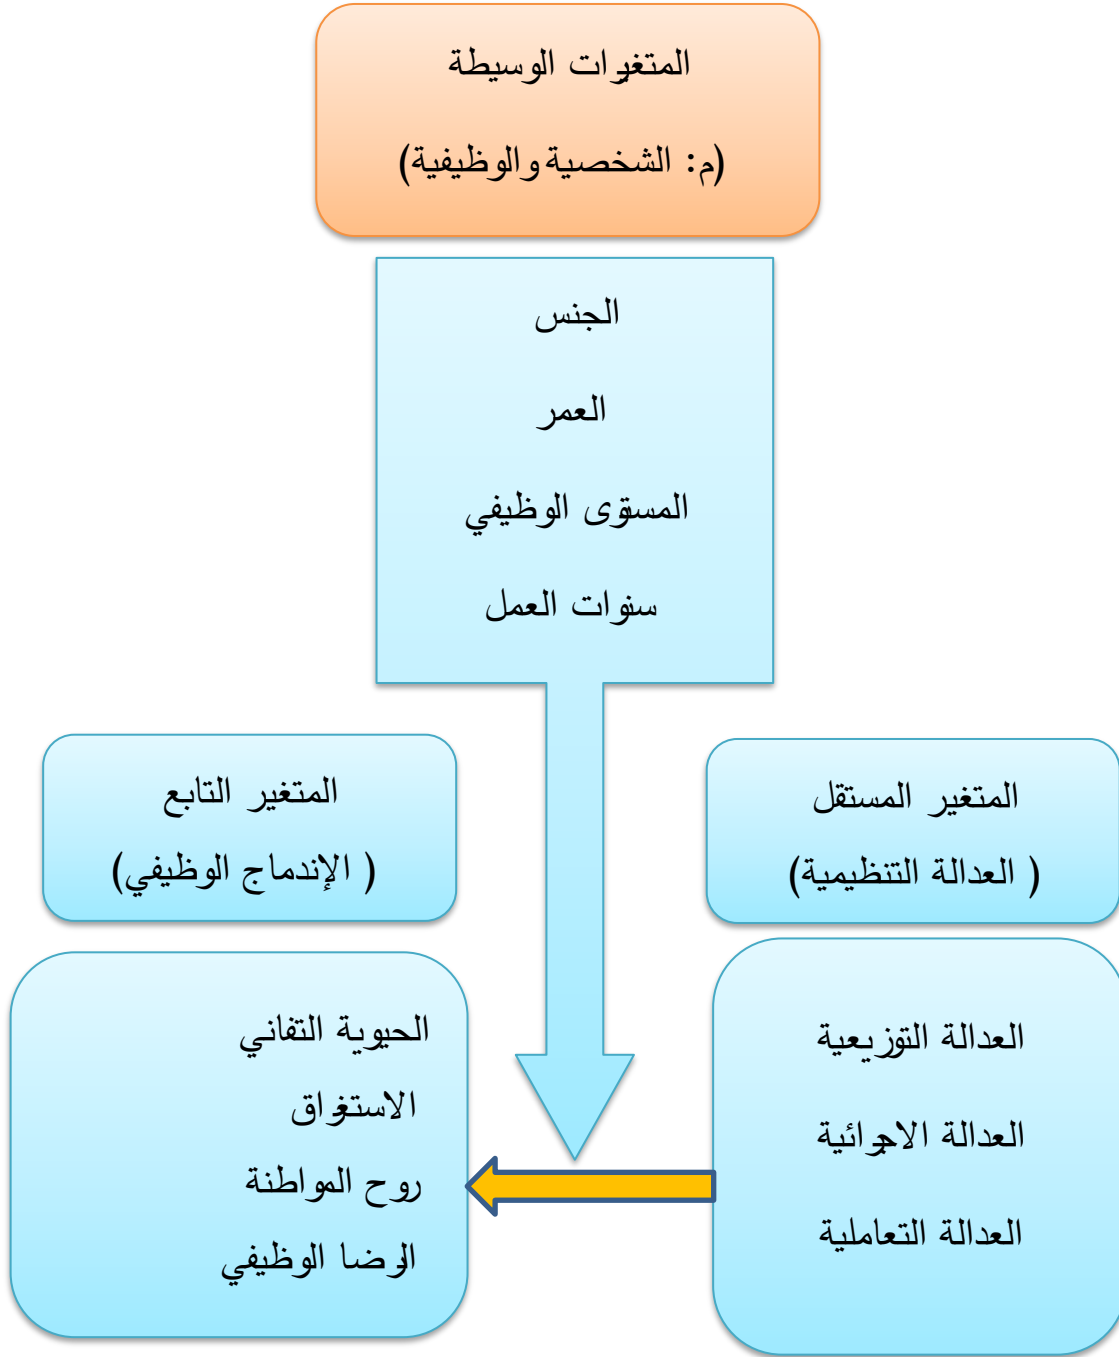 المتغيرات الوسيطة
(م: الشخصية والوظيفية)
الجنس
العمر
المستوى الوظيفي
سنوات العمل
المتغير المستقل
( العدالة التنظيمية)
العدالة التوزيعية
العدالة الاجرائية
العدالة التعاملية
المتغير التابع
( الإندماج الوظيفي)
الحيوية التفاني
الاستغراق
روح المواطنة
الرضا الوظيفي